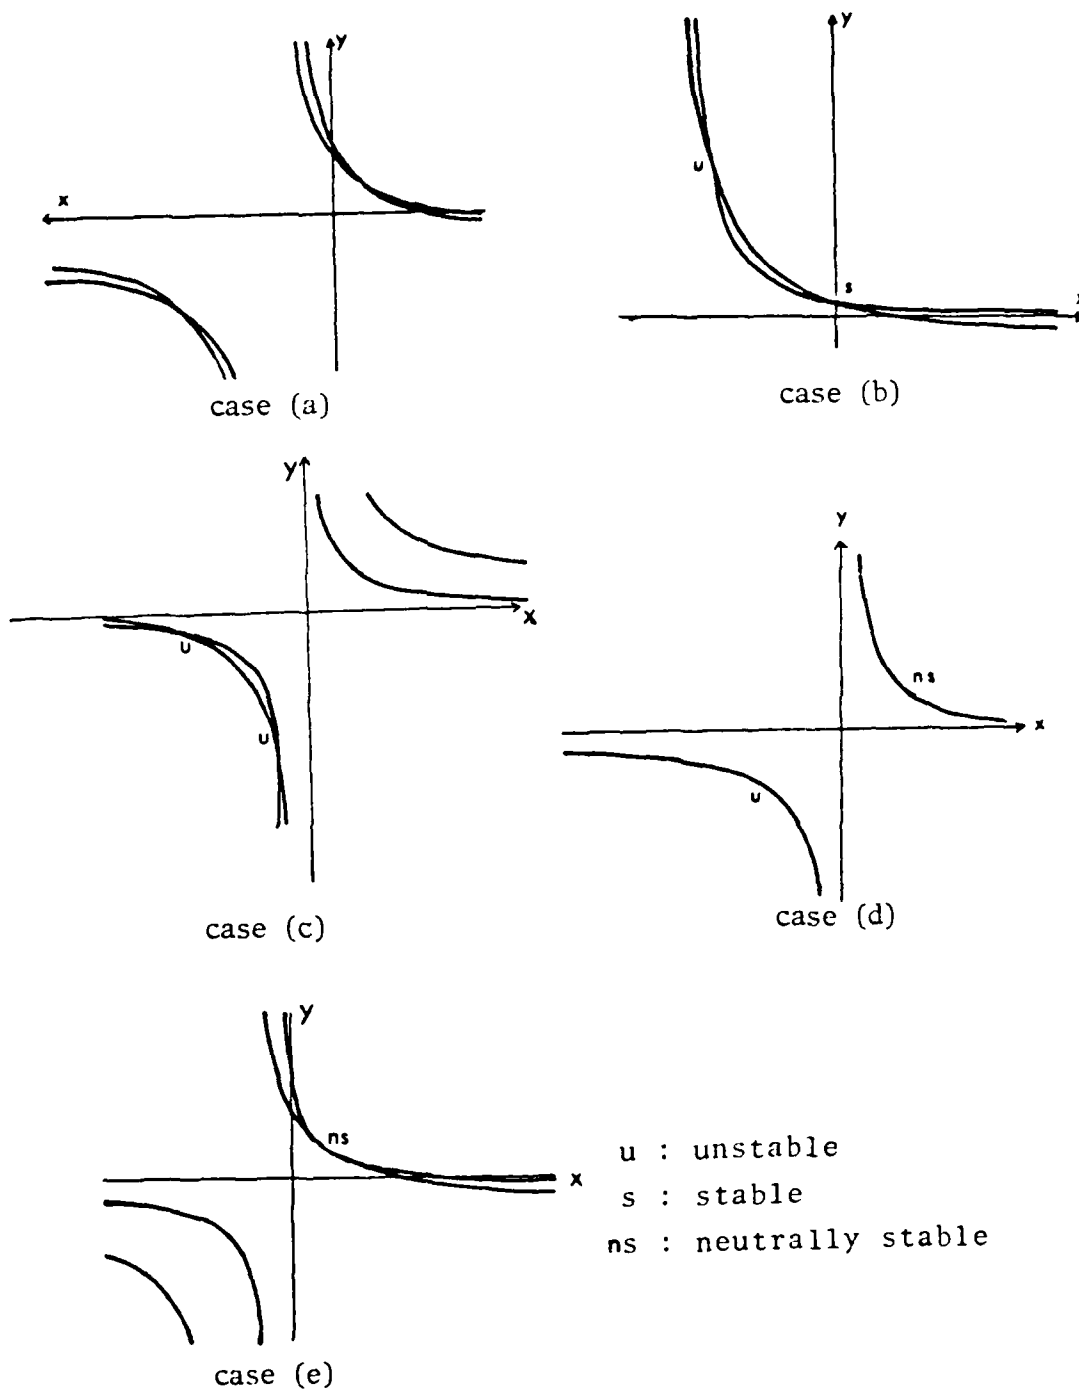 y
x
case (a)
y
u
s
x
case (b)
y
x
u
u
case (c)
y
ns
x
u
case (d)
y
ns
x
case (e)
u : unstable
s : stable
ns : neutrally stable